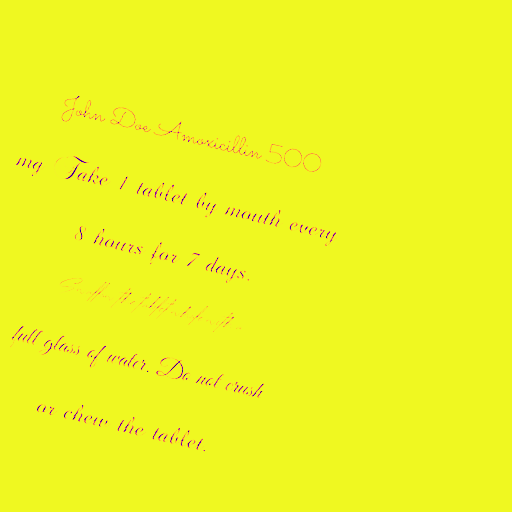 John Doe Amoxicillin 500
mg Take 1 tablet by mouth every
8 hours for 7 days.
full glass of water. Do not crush
or chew the tablet.